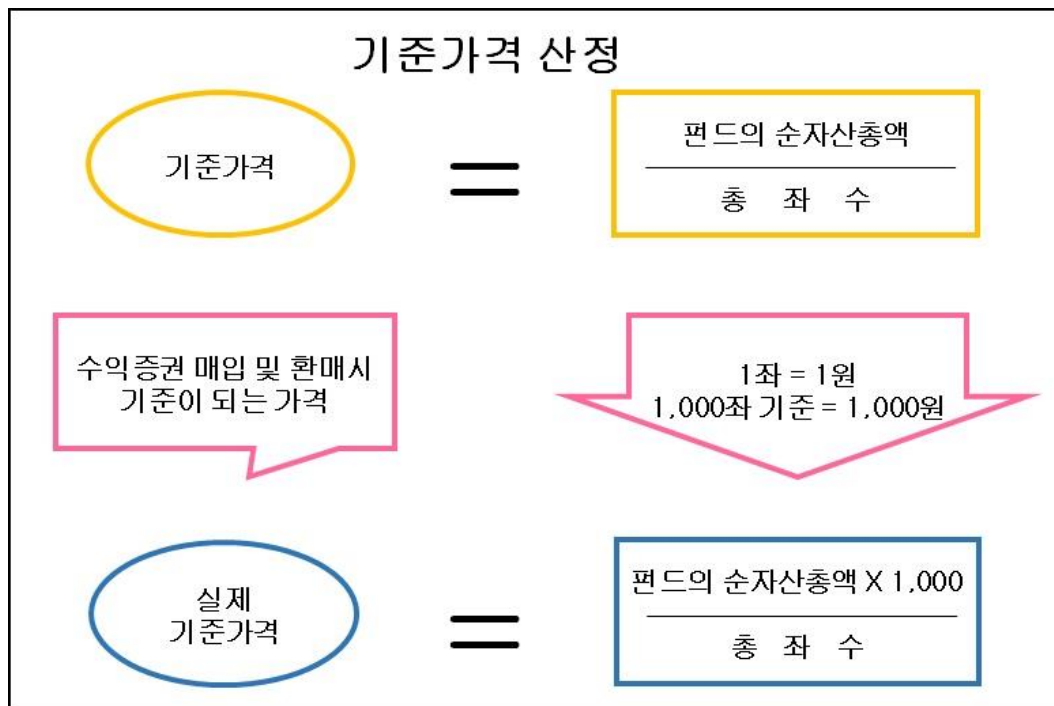 기준가격 산정
기준가격
=
펀드의 순자산총액
총 좌 수
수익증권 매입 및 환매시
기준이 되는 가격
1좌 = 1원
1,000좌 기준 = 1,000원
실제
기준가격
=
펀드의 순자산총액 X 1,000
총 좌 수